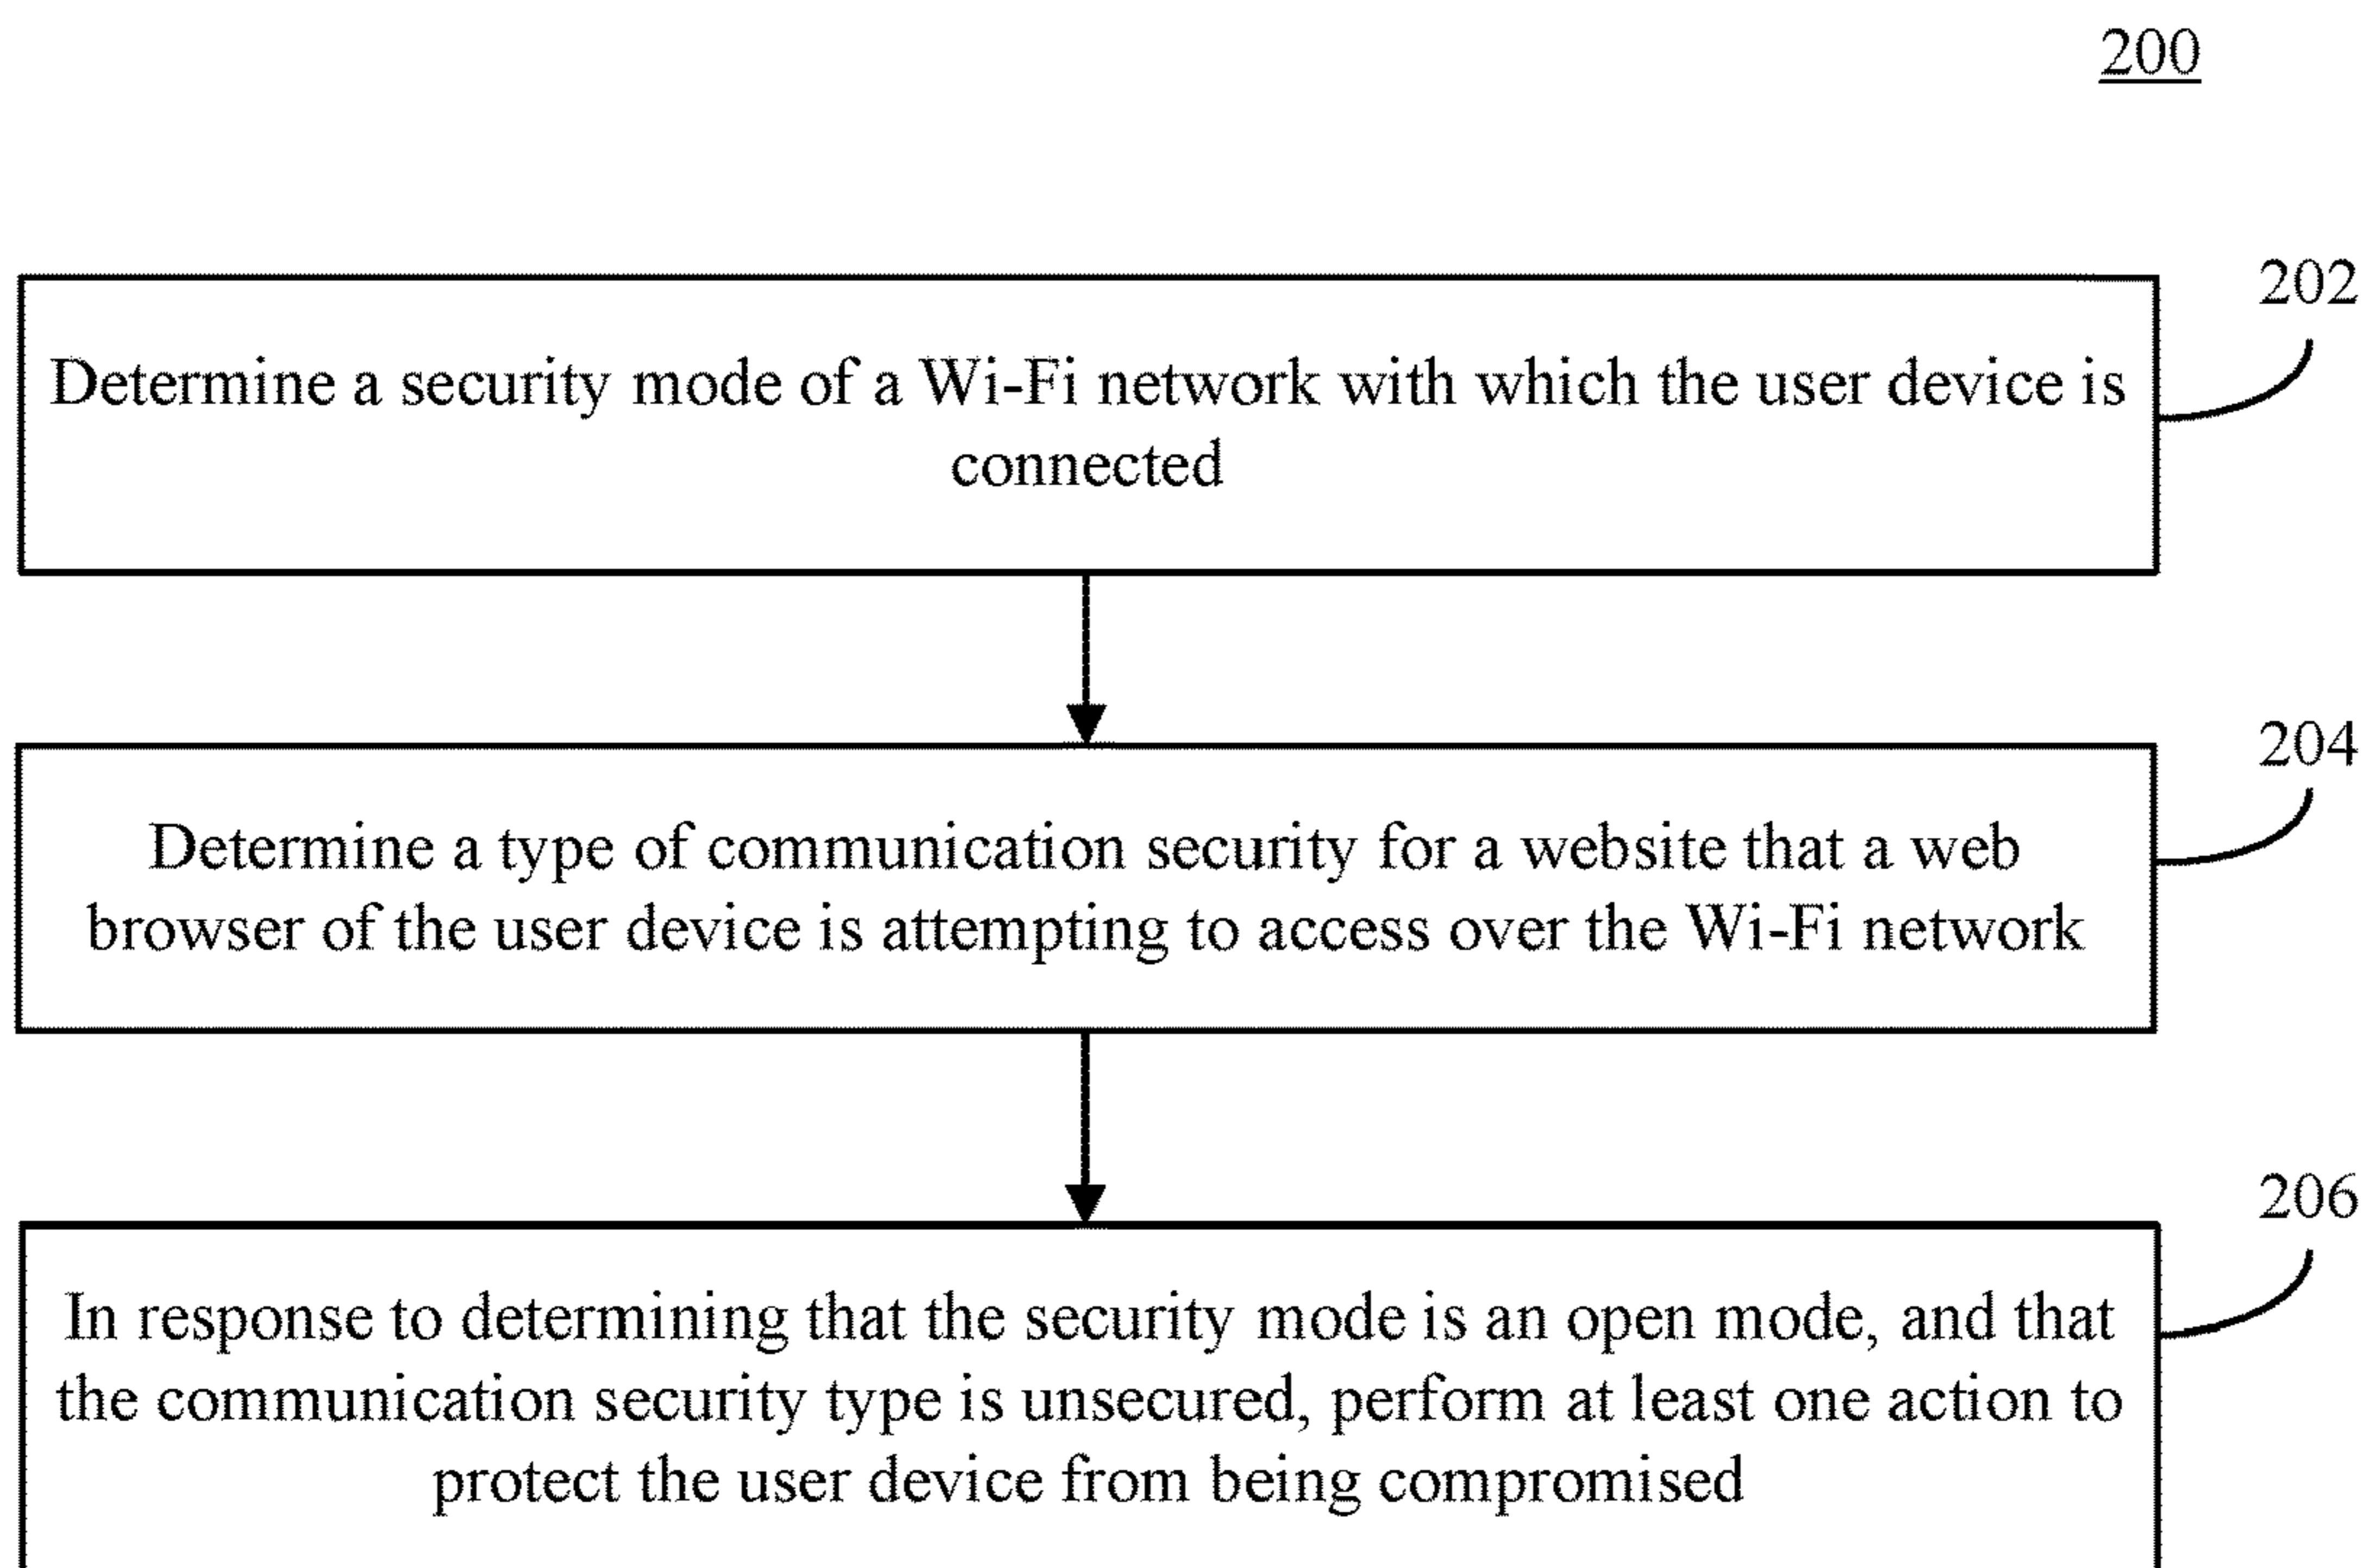 200
202
Determine a security mode of a Wi-Fi network with which the user device is
connected
204
Determine a type of communication security for a website that a web
browser of the user device is attempting to access over the Wi-Fi network
206
In response to determining that the security mode is an open mode, and that
the communication security type is unsecured, perform at least one action to
protect the user device from being compromised